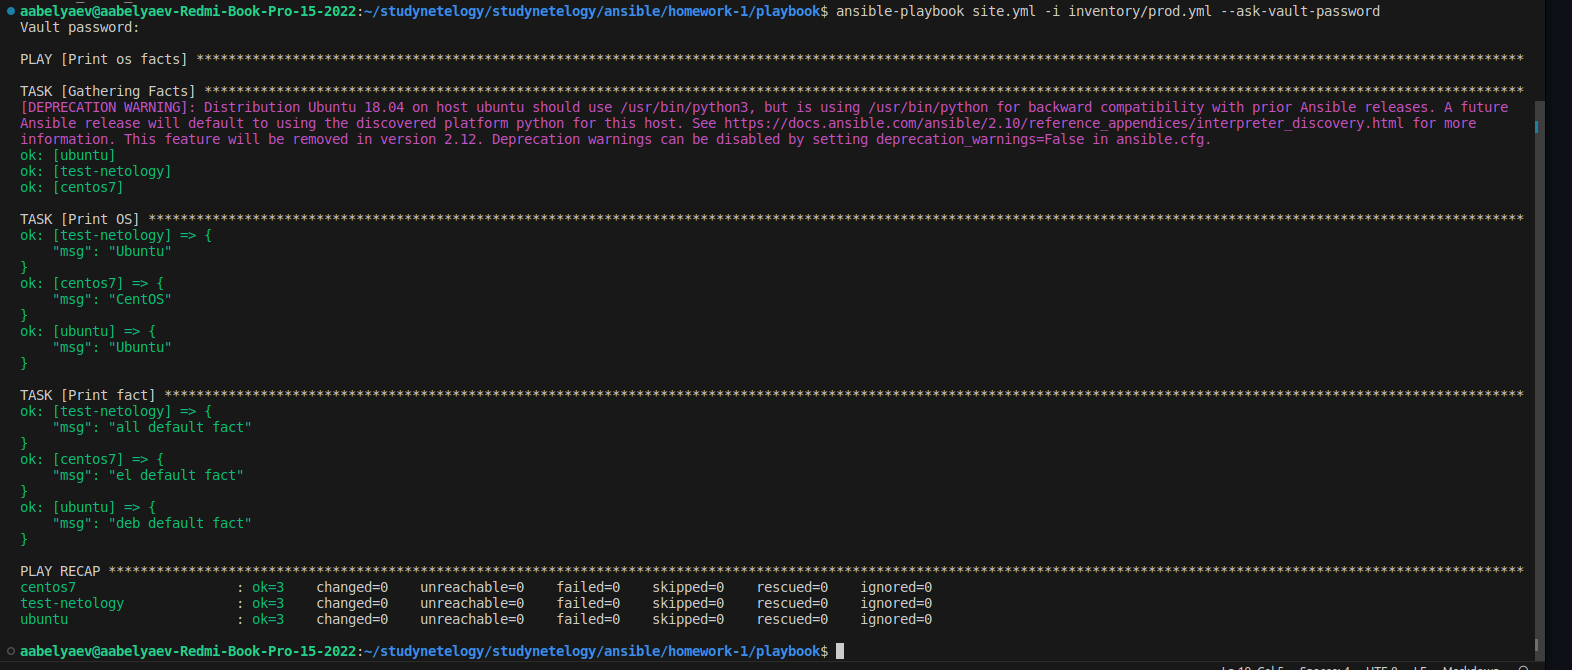 aabelyaev@aabelyaev-Redmi-Book-Pro-15-2022:~/studynetelogy/studynetelogy/ansible/homework-1/playbook$ ansible-playbook site.yml -i inventory/prod.yml --ask-vault-password
Vault password:
PLAY [Print os facts] **********************************************************************************************************************************************************************
TASK [Gathering Facts] *********************************************************************************************************************************************************************
[DEPRECATION WARNING]: Distribution Ubuntu 18.04 on host ubuntu should use /usr/bin/python3, but is using /usr/bin/python for backward compatibility with prior Ansible releases. A future
Ansible release will default to using the discovered platform python for this host. See https://docs.ansible.com/ansible/2.10/reference_appendices/interpreter_discovery.html for more
information. This feature will be removed in version 2.12. Deprecation warnings can be disabled by setting deprecation_warnings=False in ansible.cfg.
ok: [ubuntu]
ok: [test-netology]
ok: [centos7]
TASK [Print OS] ****************************************************************************************************************************************************************************
ok: [test-netology] => {
    "msg": "Ubuntu"
}
ok: [centos7] => {
    "msg": "CentOS"
}
ok: [ubuntu] => {
    "msg": "Ubuntu"
}
TASK [Print fact] **************************************************************************************************************************************************************************
ok: [test-netology] => {
    "msg": "all default fact"
}
ok: [centos7] => {
    "msg": "el default fact"
}
ok: [ubuntu] => {
    "msg": "deb default fact"
}
PLAY RECAP *********************************************************************************************************************************************************************************
centos7                    : ok=3    changed=0    unreachable=0    failed=0    skipped=0    rescued=0    ignored=0
test-netology              : ok=3    changed=0    unreachable=0    failed=0    skipped=0    rescued=0    ignored=0
ubuntu                     : ok=3    changed=0    unreachable=0    failed=0    skipped=0    rescued=0    ignored=0
aabelyaev@aabelyaev-Redmi-Book-Pro-15-2022:~/studynetelogy/studynetelogy/ansible/homework-1/playbook$